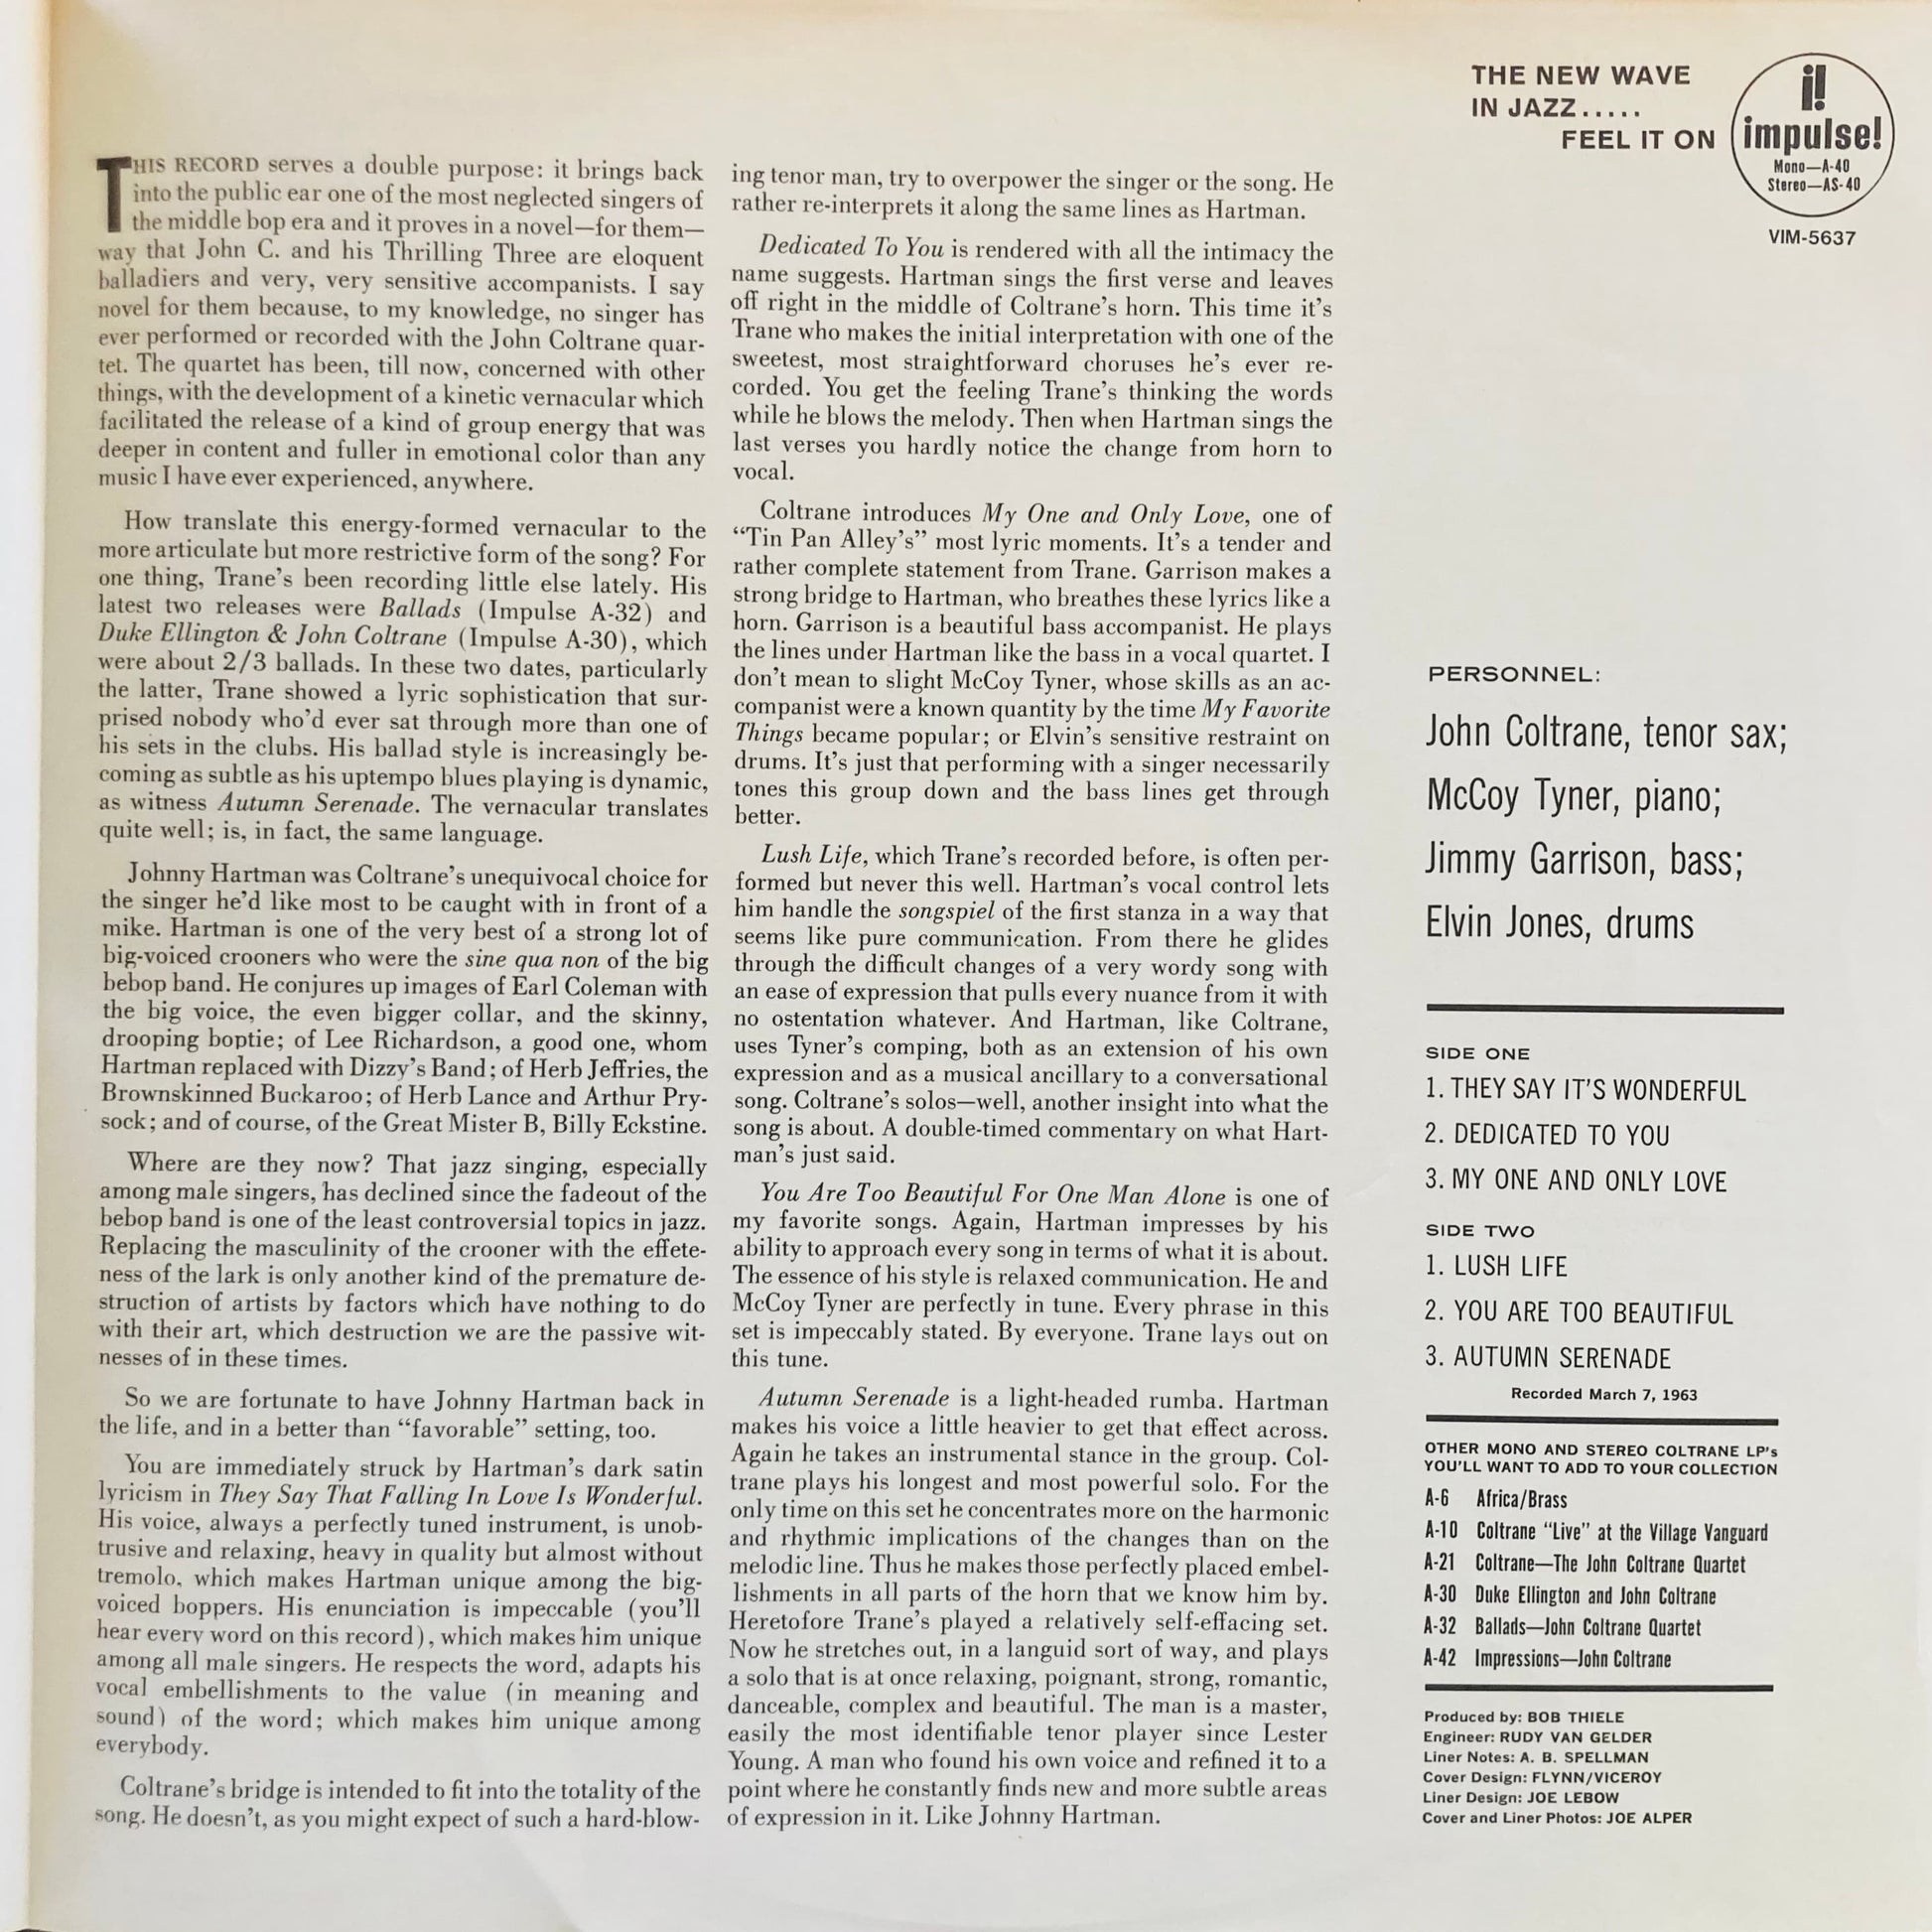 THIS RECORD serves a double purpose: it brings back
into the public ear one of the most neglected singers of
the middle bop era and it proves in a novel—for them—
way that John C. and his Thrilling Three are eloquent
balladiers and very, very sensitive accompanists. I say
novel for them because, to my knowledge, no singer has
ever performed or recorded with the John Coltrane quar-
tet. The quartet has been, till now, concerned with other
things, with the development of a kinetic vernacular which
facilitated the release of a kind of group energy that was
deeper in content and fuller in emotional color than any
music I have ever experienced, anywhere.
How translate this energy-formed vernacular to the
more articulate but more restrictive form of the song? For
one thing, Trane's been recording little else lately. His
latest two releases were Ballads (Impulse A-32) and
Duke Ellington & John Coltrane (Impulse A-30), which
were about 2/3 ballads. In these two dates, particularly
the latter, Trane showed a lyric sophistication that sur-
prised nobody who'd ever sat through more than one of
his sets in the clubs. His ballad style is increasingly be-
coming as subtle as his uptempo blues playing is dynamic,
as witness Autumn Serenade. The vernacular translates
quite well; is, in fact, the same language.
Johnny Hartman was Coltrane's unequivocal choice for
the singer he'd like most to be caught with in front of a
mike. Hartman is one of the very best of a strong lot of
big-voiced crooners who were the sine qua non of the big
bebop band. He conjures up images of Earl Coleman with
the big voice, the even bigger collar, and the skinny,
drooping boptie; of Lee Richardson, a good one, whom
Hartman replaced with Dizzy's Band; of Herb Jeffries, the
Brownskinned Buckaroo; of Herb Lance and Arthur Pry-
sock; and of course, of the Great Mister B, Billy Eckstine.
Where are they now? That jazz singing, especially
among male singers, has declined since the fadeout of the
bebop band is one of the least controversial topics in jazz.
Replacing the masculinity of the crooner with the effete-
ness of the lark is only another kind of the premature de-
struction of artists by factors which have nothing to do
with their art, which destruction we are the passive wit-
nesses of in these times.
So we are fortunate to have Johnny Hartman back in
the life, and in a better than “favorable” setting, too.
You are immediately struck by Hartman's dark satin
lyricism in They Say That Falling In Love Is Wonderful.
His voice, always a perfectly tuned instrument, is unob-
trusive and relaxing, heavy in quality but almost without
tremolo, which makes Hartman unique among the big-
voiced boppers. His enunciation is impeccable (you'll
hear every word on this record), which makes him unique
among all male singers. He respects the word, adapts his
vocal embellishments to the value (in meaning and
sound) of the word; which makes him unique among
everybody.
Coltrane's bridge is intended to fit into the totality of the
song. He doesn't, as you might expect of such a hard-blow-
ing tenor man, try to overpower the singer or the song. He
rather re-interprets it along the same lines as Hartman.
Dedicated To You is rendered with all the intimacy the
name suggests. Hartman sings the first verse and leaves
off right in the middle of Coltrane's horn. This time it's
Trane who makes the initial interpretation with one of the
sweetest, most straightforward choruses he's ever re-
corded. You get the feeling Trane's thinking the words
while he blows the melody. Then when Hartman sings the
last verses you hardly notice the change from horn to
vocal.
Coltrane introduces My One and Only Love, one of
“Tin Pan Alley's” most lyric moments. It's a tender and
rather complete statement from Trane. Garrison makes a
strong bridge to Hartman, who breathes these lyrics like a
horn. Garrison is a beautiful bass accompanist. He plays
the lines under Hartman like the bass in a vocal quartet. I
don't mean to slight McCoy Tyner, whose skills as an ac-
companist were a known quantity by the time My Favorite
Things became popular; or Elvin's sensitive restraint on
drums. It's just that performing with a singer necessarily
tones this group down and the bass lines get through
better.
Lush Life, which Trane's recorded before, is often per-
formed but never this well. Hartman's vocal control lets
him handle the songspiel of the first stanza in a way that
seems like pure communication. From there he glides
through the difficult changes of a very wordy song with
an ease of expression that pulls every nuance from it with
no ostentation whatever. And Hartman, like Coltrane,
uses Tyner's comping, both as an extension of his own
expression and as a musical ancillary to a conversational
song. Coltrane's solos—well, another insight into what the
song is about. A double-timed commentary on what Hart-
man's just said.
You Are Too Beautiful For One Man Alone is one of
my favorite songs. Again, Hartman impresses by his
ability to approach every song in terms of what it is about.
The essence of his style is relaxed communication. He and
McCoy Tyner are perfectly in tune. Every phrase in this
set is impeccably stated. By everyone. Trane lays out on
this tune.
Autumn Serenade is a light-headed rumba. Hartman
makes his voice a little heavier to get that effect across.
Again he takes an instrumental stance in the group. Col-
trane plays his longest and most powerful solo. For the
only time on this set he concentrates more on the harmonic
and rhythmic implications of the changes than on the
melodic line. Thus he makes those perfectly placed embel-
lishments in all parts of the horn that we know him by.
Heretofore Trane's played a relatively self-effacing set.
Now he stretches out, in a languid sort of way, and plays
a solo that is at once relaxing, poignant, strong, romantic,
danceable, complex and beautiful. The man is a master,
easily the most identifiable tenor player since Lester
Young. A man who found his own voice and refined it to a
point where he constantly finds new and more subtle areas
of expression in it. Like Johnny Hartman.
THE NEW WAVE
IN JAZZ.....
FEEL IT ON
i!
impulse!
Mono—A-40
Stereo—AS-40
VIM-5637
PERSONNEL:
John Coltrane, tenor sax;
McCoy Tyner, piano;
Jimmy Garrison, bass;
Elvin Jones, drums
SIDE ONE
1. THEY SAY IT'S WONDERFUL
2. DEDICATED TO YOU
3. MY ONE AND ONLY LOVE
SIDE TWO
1. LUSH LIFE
2. YOU ARE TOO BEAUTIFUL
3. AUTUMN SERENADE
Recorded March 7, 1963
OTHER MONO AND STEREO COLTRANE LP's
YOU'LL WANT TO ADD TO YOUR COLLECTION
A-6 Africa/Brass
A-10 Coltrane “Live” at the Village Vanguard
A-21 Coltrane—The John Coltrane Quartet
A-30 Duke Ellington and John Coltrane
A-32 Ballads—John Coltrane Quartet
A-42 Impressions—John Coltrane
Produced by: BOB THIELE
Engineer: RUDY VAN GELDER
Liner Notes: A. B. SPELLMAN
Cover Design: FLYNN/VICEROY
Liner Design: JOE LEBOW
Cover and Liner Photos: JOE ALPER